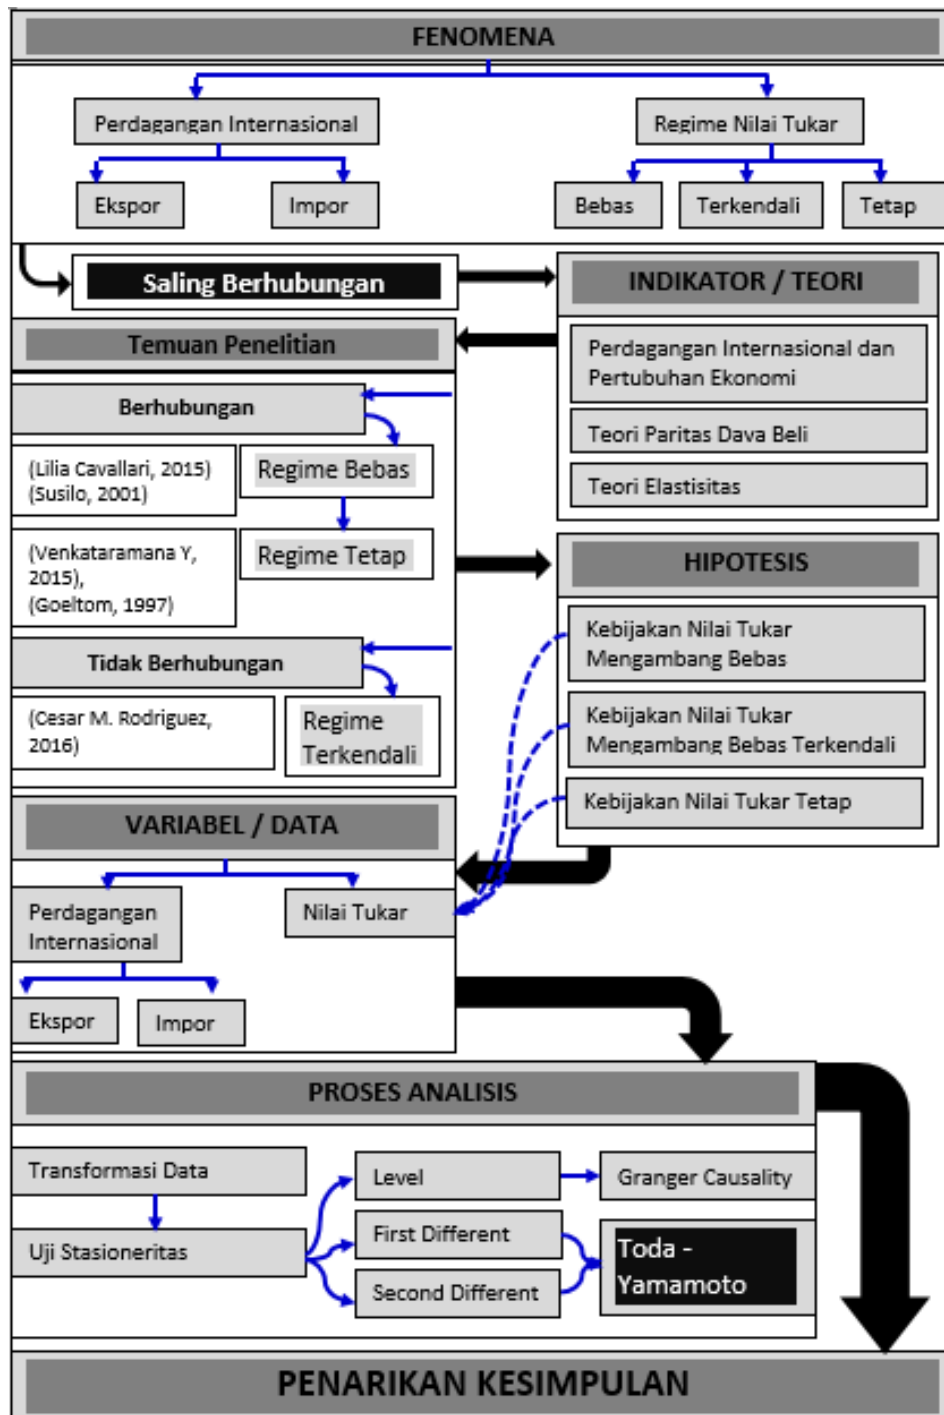 FENOMENA
Perdagangan Internasional
Regime Nilai Tukar
Ekspor
Impor
Bebas
Terkendali
Tetap
Saling Berhubungan
INDIKATOR / TEORI
Perdagangan Internasional dan
Pertubuhan Ekonomi
Teori Paritas Dava Beli
Teori Elastisitas
Temuan Penelitian
Berhubungan
(Lilia Cavallari, 2015)
(Susilo, 2001)
Regime Bebas
(Venkataramana Y,
2015),
(Goeltom, 1997)
Regime Tetap
Tidak Berhubungan
(Cesar M. Rodriguez,
2016)
Regime
Terkendali
HIPOTESIS
Kebijakan Nilai Tukar
Mengambang Bebas
Kebijakan Nilai Tukar
Mengambang Bebas Terkendali
Kebijakan Nilai Tukar Tetap
VARIABEL / DATA
Perdagangan
Internasional
Nilai Tukar
Ekspor
Impor
PROSES ANALISIS
Transformasi Data
Uji Stasioneritas
Level
First Different
Second Different
Granger Causality
Toda -
Yamamoto
PENARIKAN KESIMPULAN